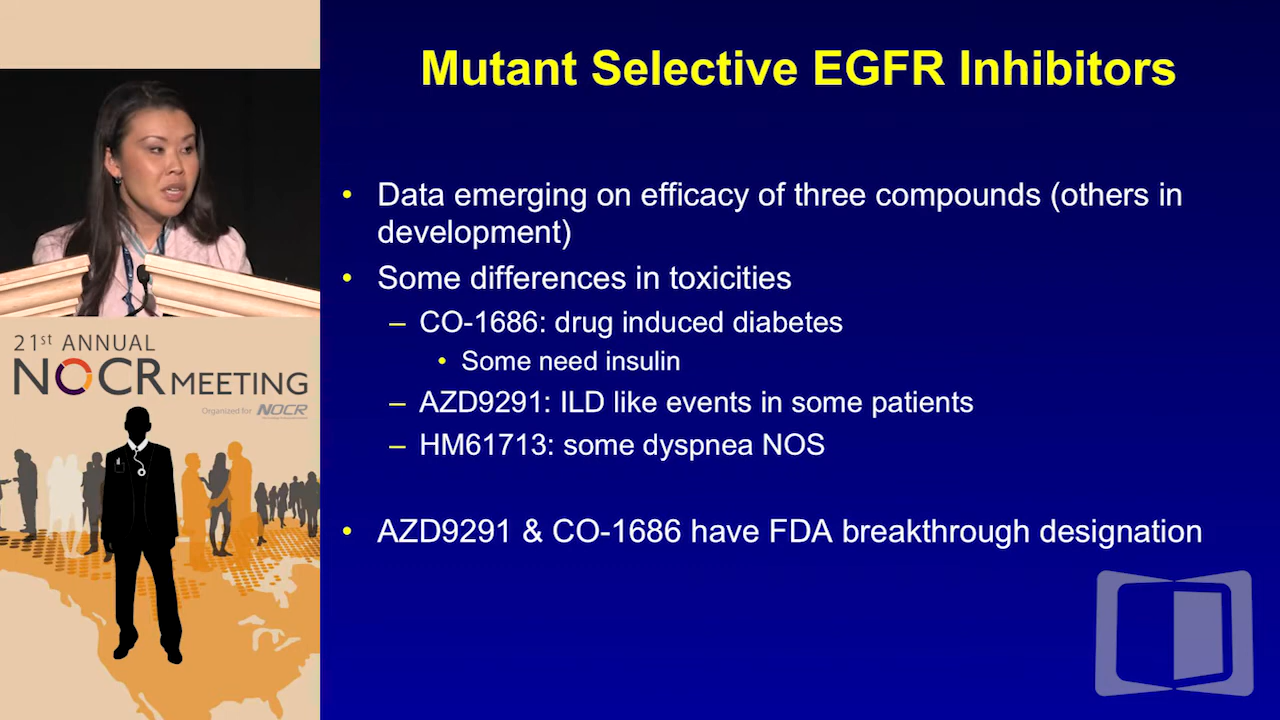 Mutant Selective EGFR Inhibitors
• Data emerging on efficacy of three compounds (others in
development)
• Some differences in toxicities
– CO-1686: drug induced diabetes
• Some need insulin
– AZD9291: ILD like events in some patients
– HM61713: some dyspnea NOS
• AZD9291 & CO-1686 have FDA breakthrough designation
21st ANNUAL
NOCR MEETING
Organized for NOCR